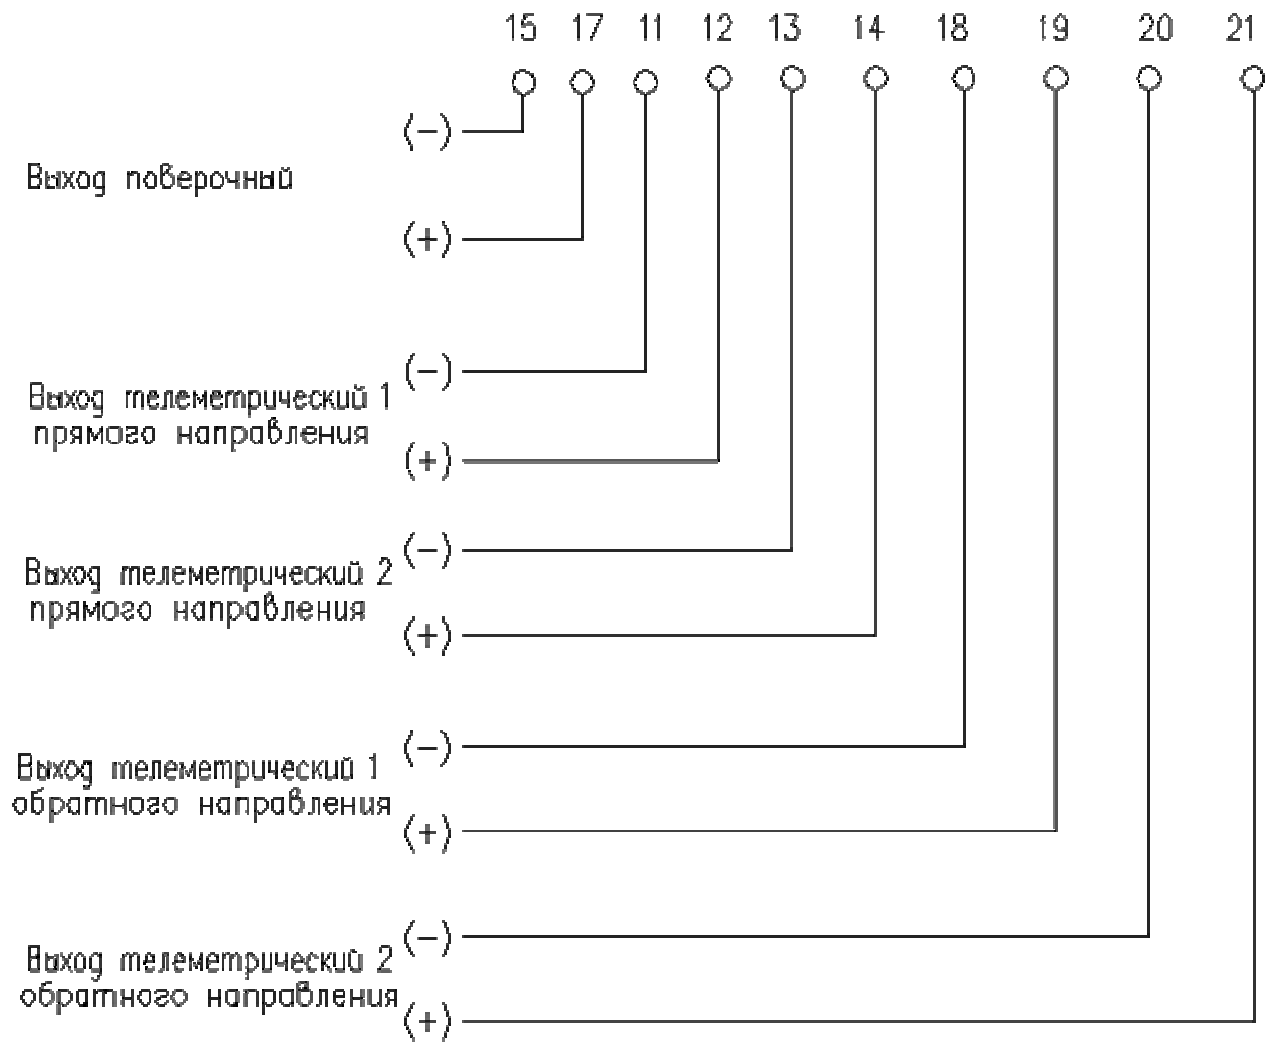 15 17 11 12 13 14 18 19 20 21
(-)
Выход поверочный
(+)
(-)
Выход телеметрический 1
прямого направления
(+)
(-)
Выход телеметрический 2
прямого направления
(+)
(-)
Выход телеметрический 1
обратного направления
(+)
(-)
Выход телеметрический 2
обратного направления
(+)